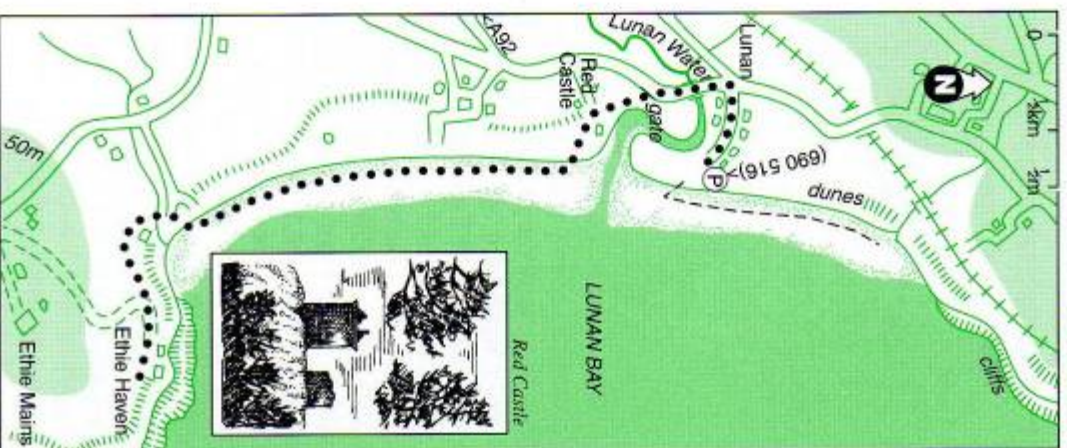 0
½km
½m
N
Lunan
Lunan Water
<A92
Red
Castle
gate
(690 516)>
P
dunes
cliffs
LUNAN BAY
Red Castle
50m
Ethie Haven
Ethie Mains